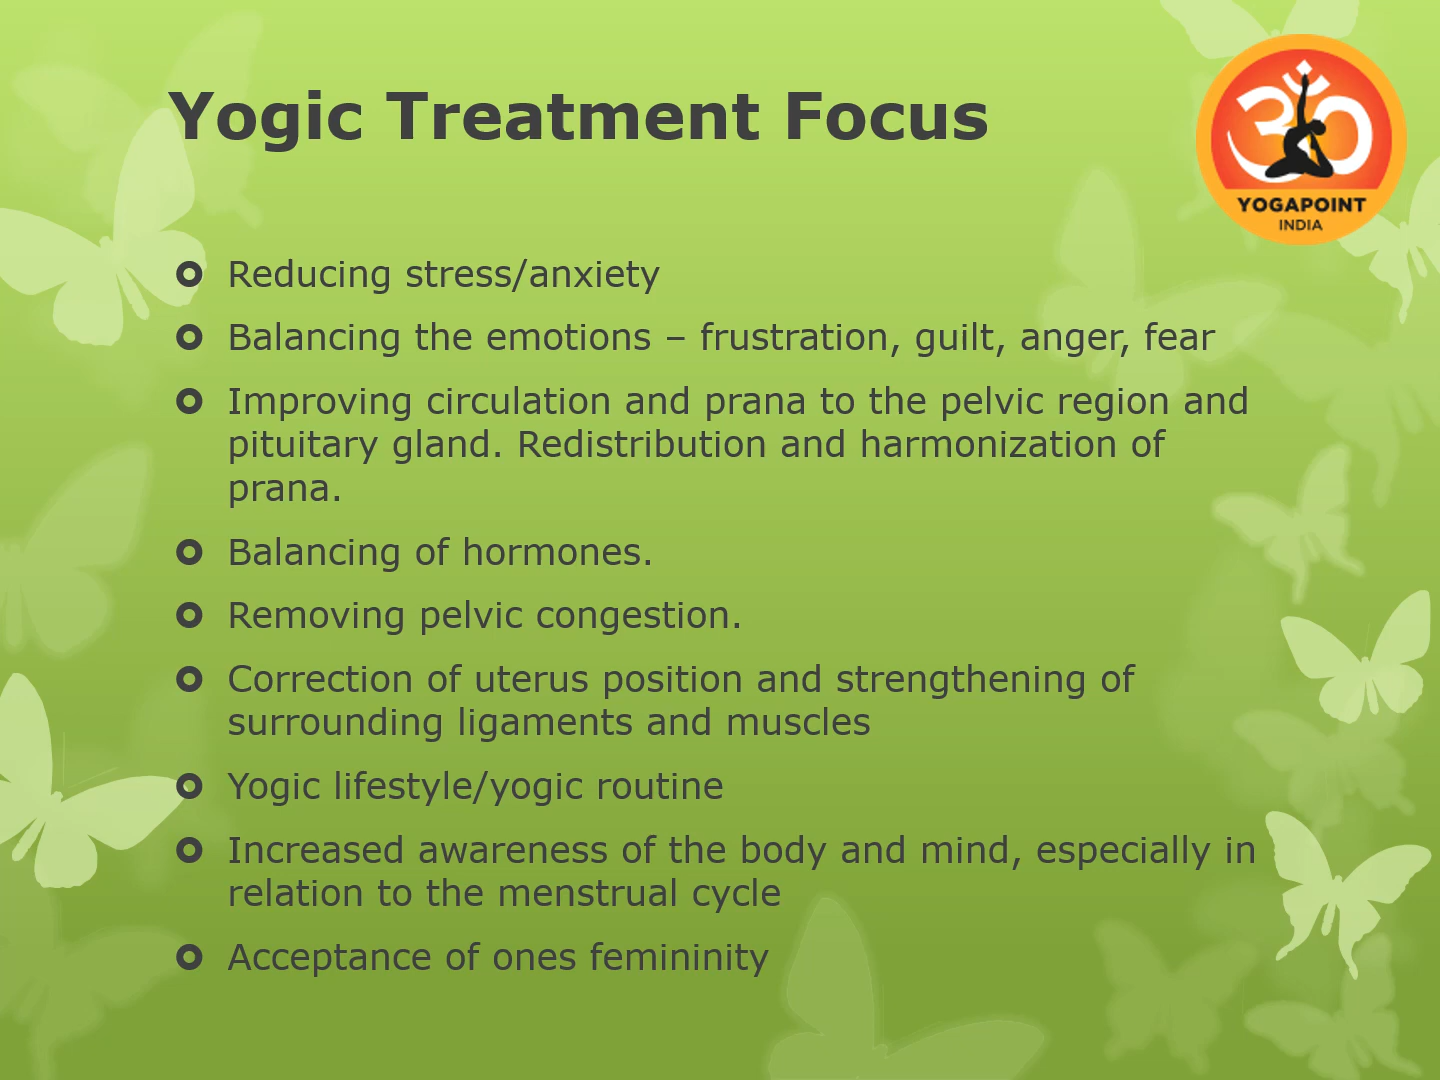 Yogic Treatment Focus
YOGAPOINT
INDIA
Reducing stress/anxiety
Balancing the emotions – frustration, guilt, anger, fear
Improving circulation and prana to the pelvic region and
pituitary gland. Redistribution and harmonization of
prana.
Balancing of hormones.
Removing pelvic congestion.
Correction of uterus position and strengthening of
surrounding ligaments and muscles
Yogic lifestyle/yogic routine
Increased awareness of the body and mind, especially in
relation to the menstrual cycle
Acceptance of ones femininity